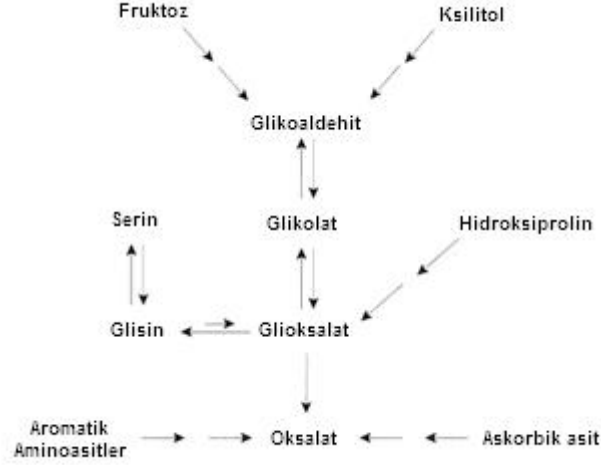 Fruktoz
Ksilitol
Glikoaldehit
Serin
Glikolat
Hidroksiprolin
Glisin
Glioksalat
Aromatik
Aminoasitler
Oksalat
Askorbik asit